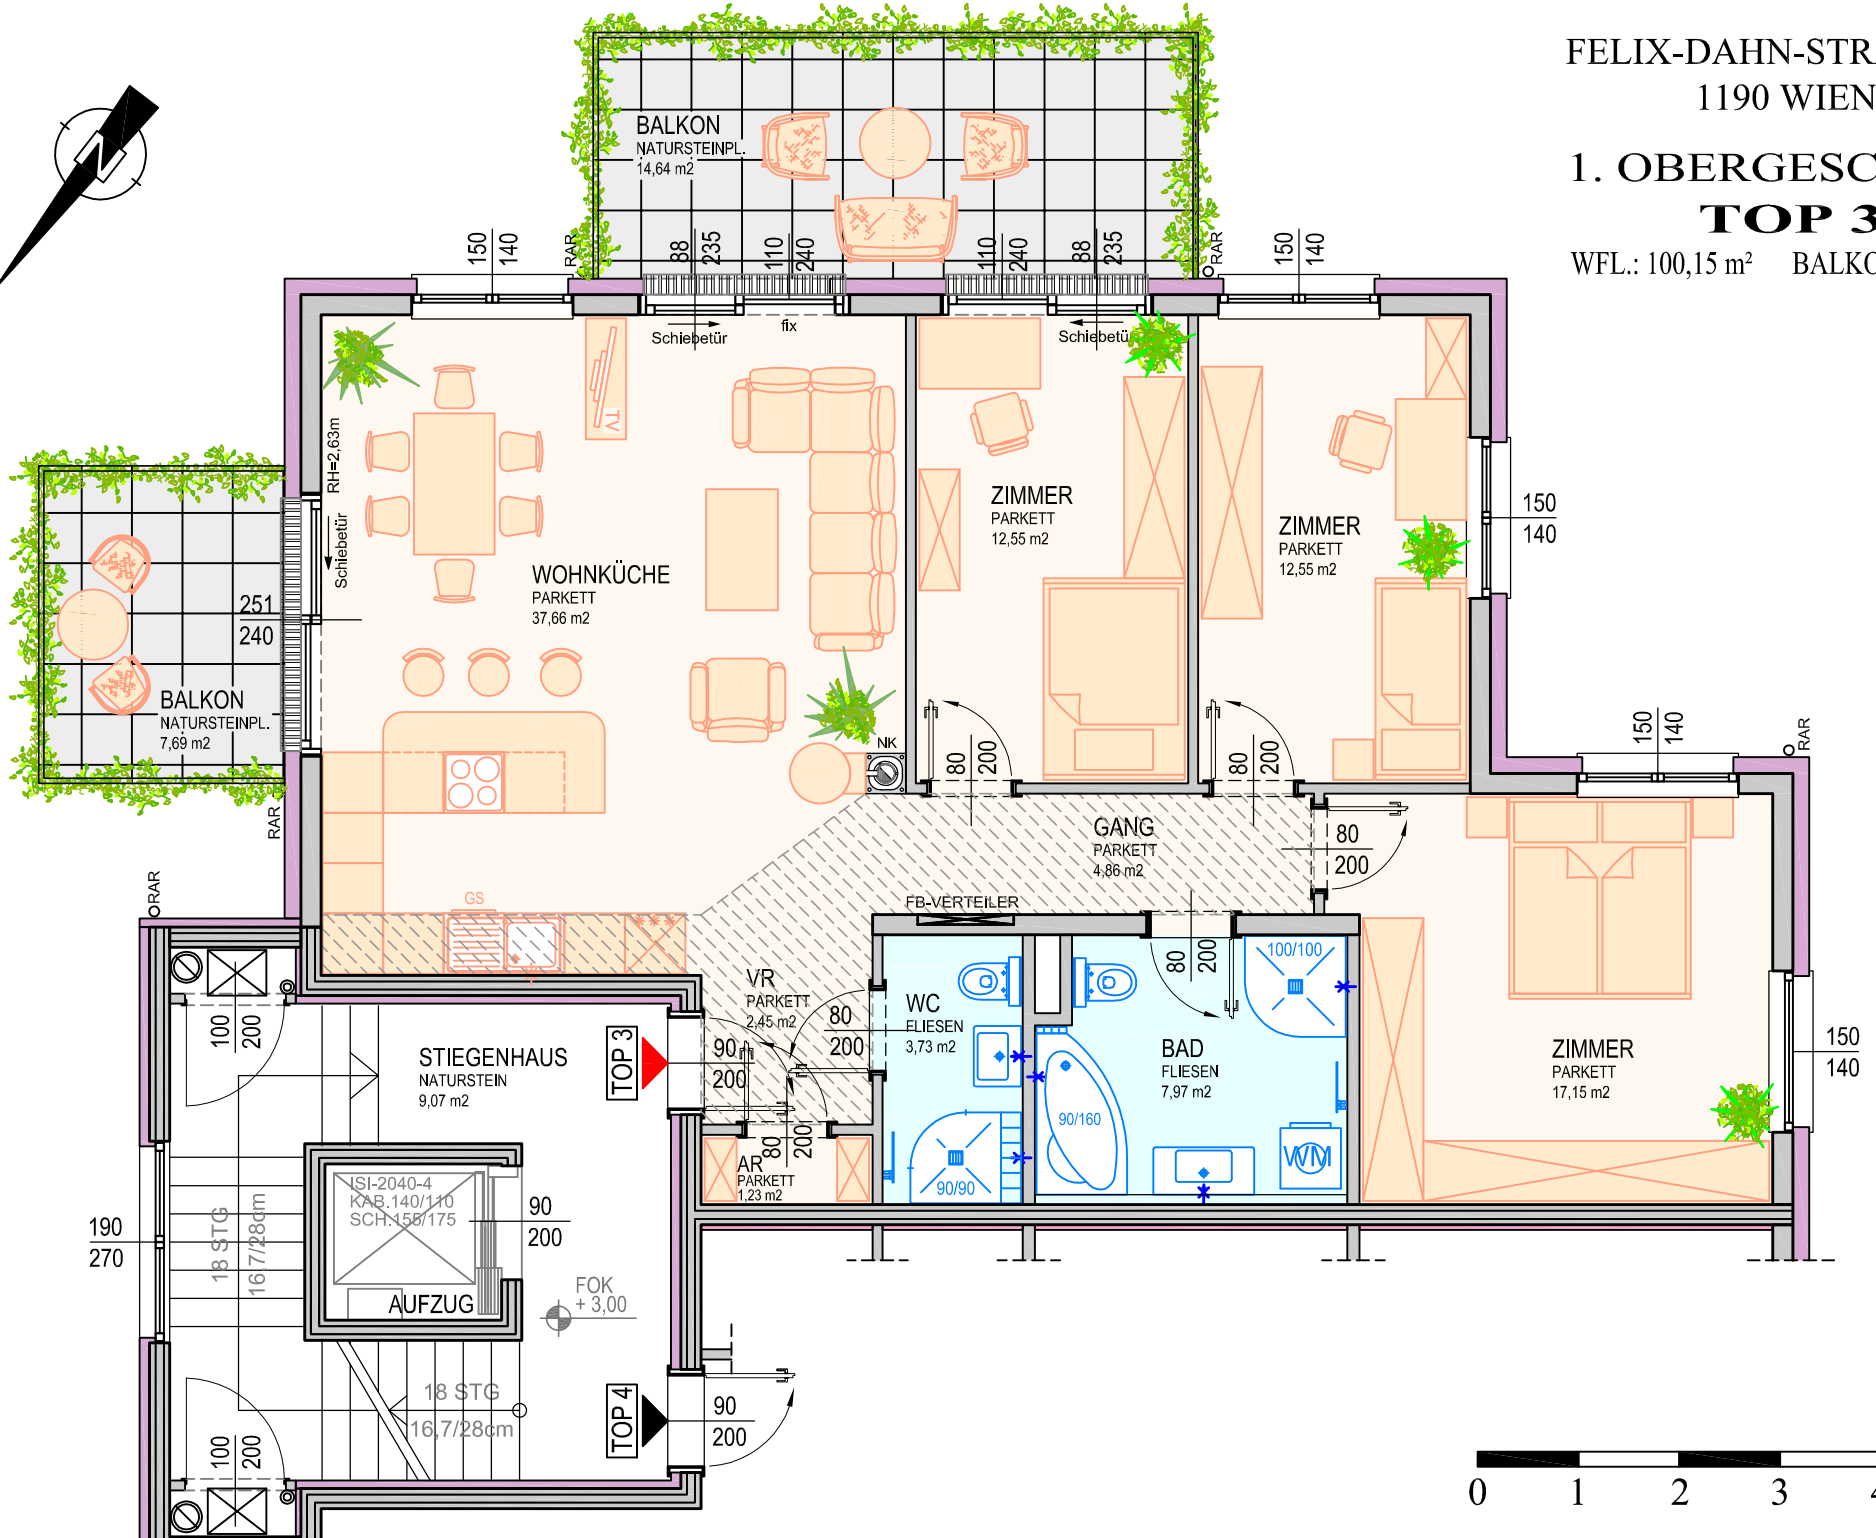 FELIX-DAHN-STRA
1190 WIEN
1. OBERGESC
TOP 3
WFL.: 100,15 m² BALKO
N
BALKON
NATURSTEINPL.
14,64 m2
150
140
RAR
88
235
110
240
110
240
88
235
RAR
150
140
Schiebetür
fix
Schiebetür
TV
RH=2,63m
Schiebetür
251
240
BALKON
NATURSTEINPL.
7,69 m2
RAR
WOHNKÜCHE
PARKETT
37,66 m2
ZIMMER
PARKETT
12,55 m2
ZIMMER
PARKETT
12,55 m2
150
140
NK
80
200
80
200
150
140
RAR
GANG
PARKETT
4,86 m2
80
200
FB-VERTEILER
GS
RAR
VR
PARKETT
2,45 m2
80
200
WC
FLIESEN
3,73 m2
90/90
80
200
100/100
BAD
FLIESEN
7,97 m2
90/160
WM
ZIMMER
PARKETT
17,15 m2
150
140
100
200
STIEGENHAUS
NATURSTEIN
9,07 m2
TOP 3
90
200
80
200
AR
PARKETT
1,23 m2
ISI-2040-4
KAB.140/110
SCH.155/175
AUFZUG
90
200
190
270
18 STG
16,7/28cm
FOK
+ 3,00
18 STG
16,7/28cm
TOP 4
90
200
100
200
0 1 2 3 4